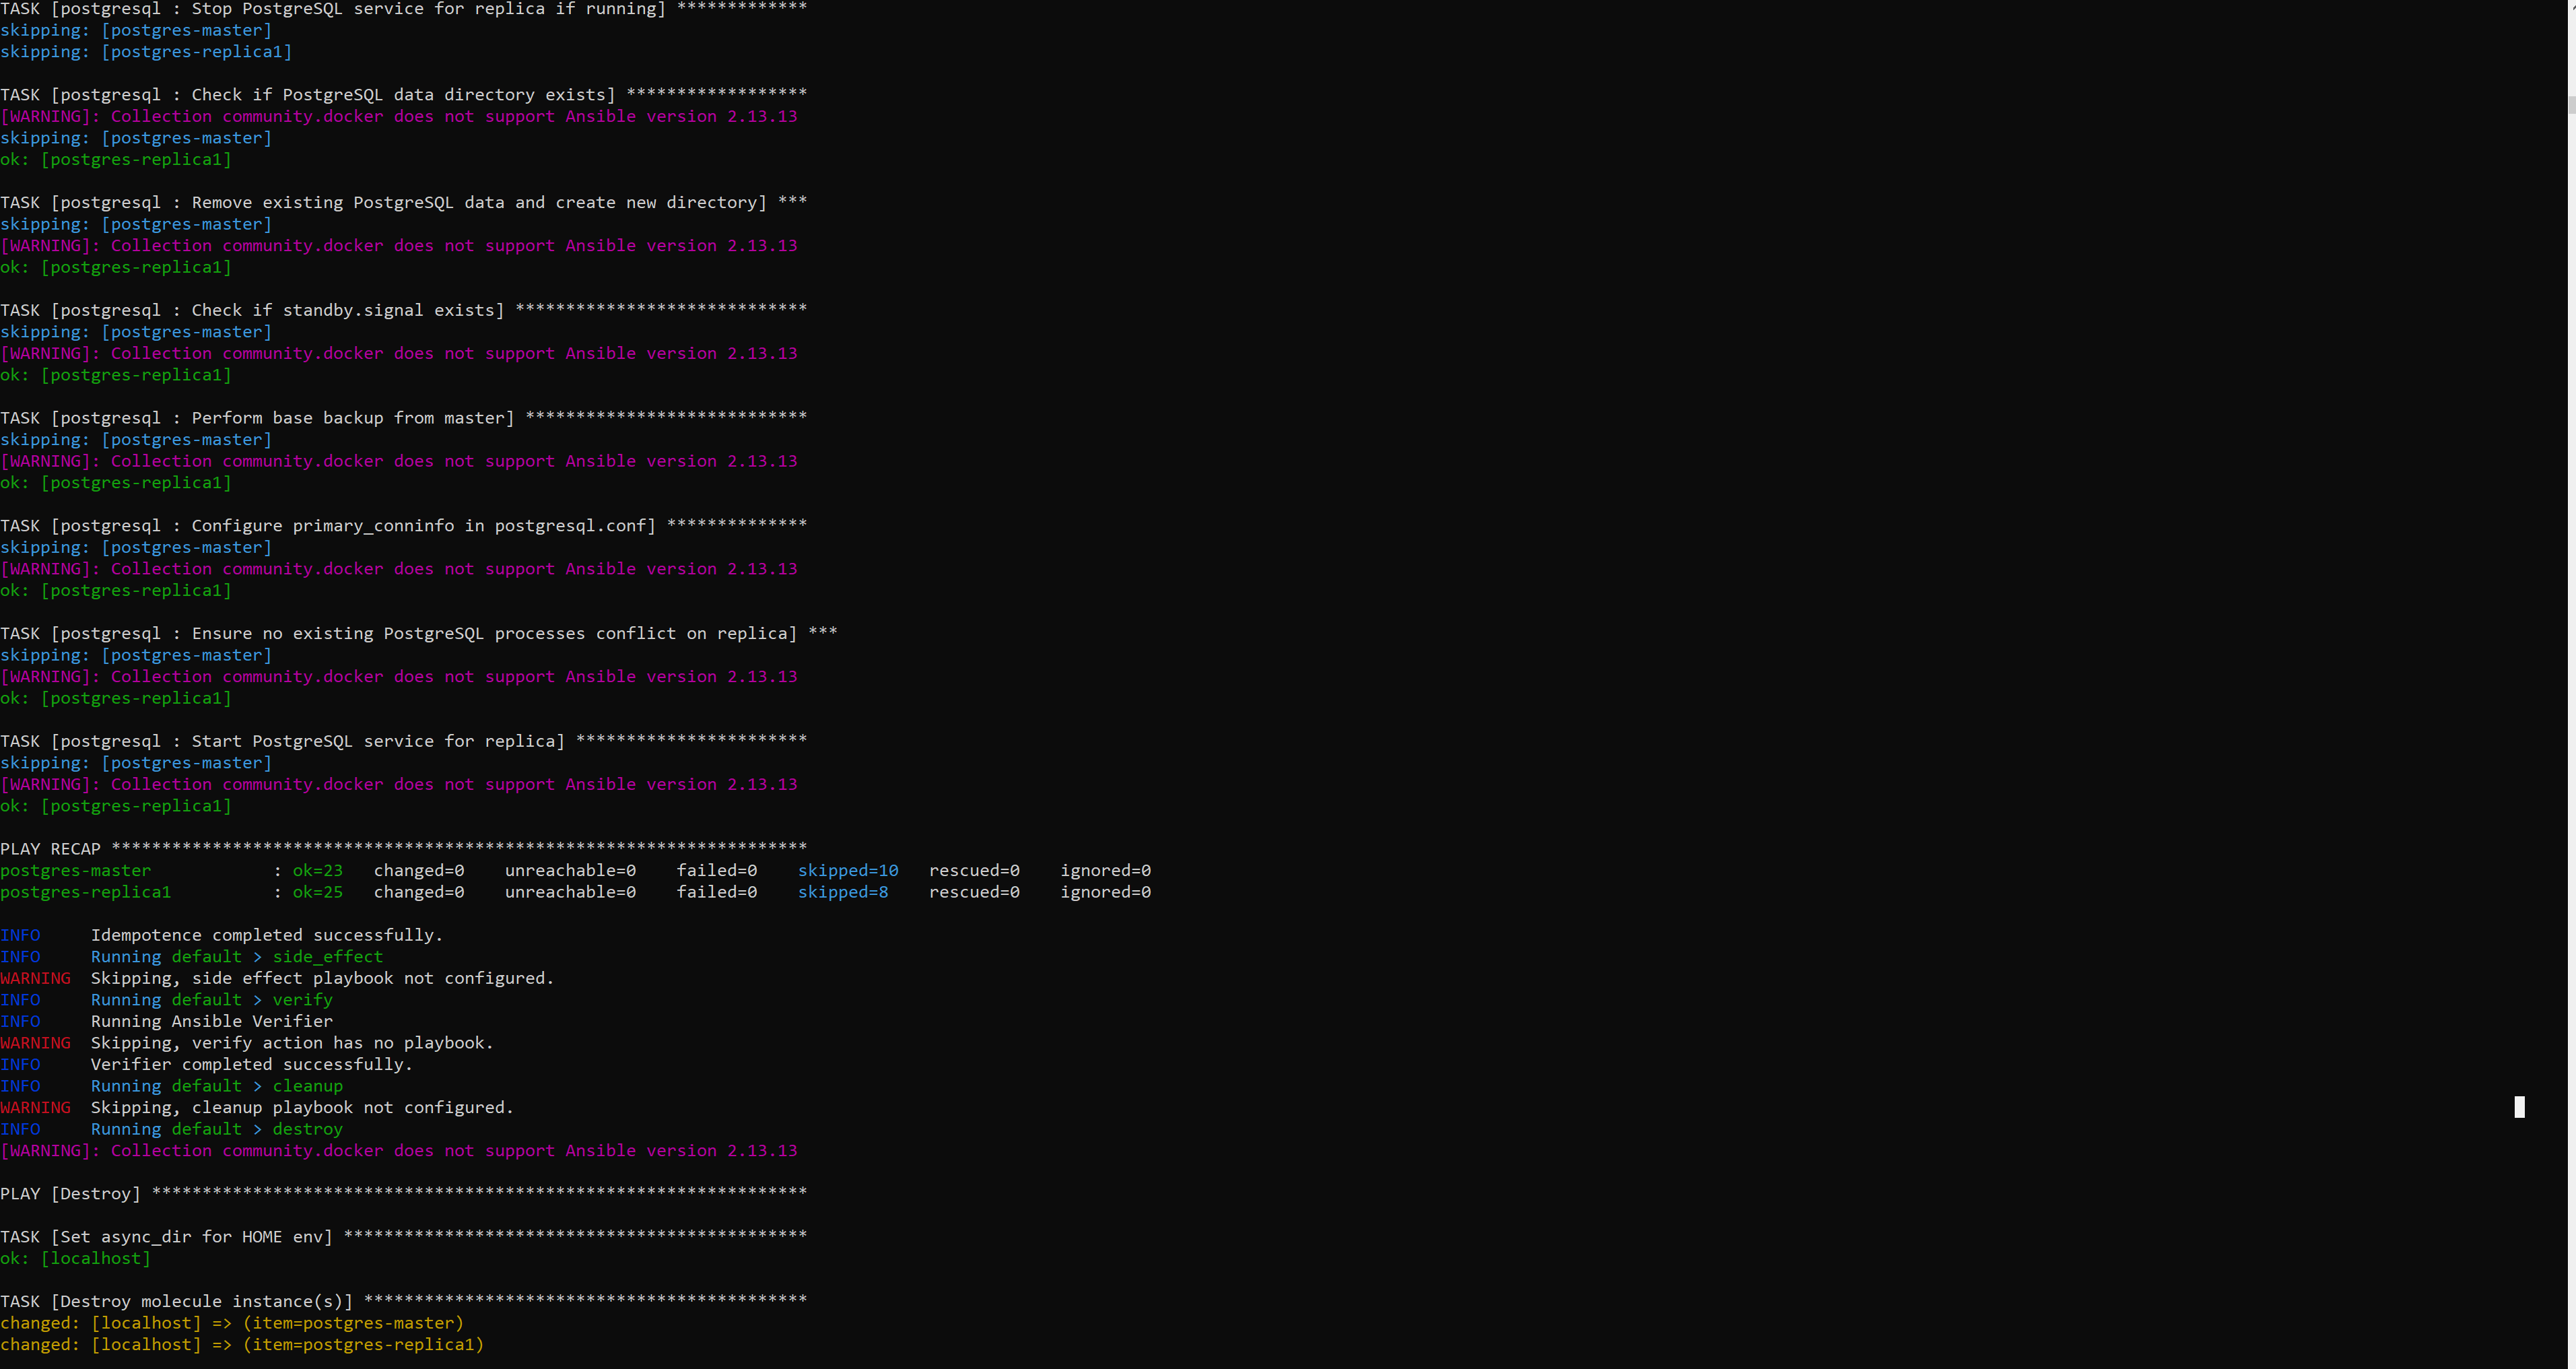 TASK [postgresql : Stop PostgreSQL service for replica if running] *************
skipping: [postgres-master]
skipping: [postgres-replica1]
TASK [postgresql : Check if PostgreSQL data directory exists] ******************
[WARNING]: Collection community.docker does not support Ansible version 2.13.13
skipping: [postgres-master]
ok: [postgres-replica1]
TASK [postgresql : Remove existing PostgreSQL data and create new directory] ***
skipping: [postgres-master]
[WARNING]: Collection community.docker does not support Ansible version 2.13.13
ok: [postgres-replica1]
TASK [postgresql : Check if standby.signal exists] *****************************
skipping: [postgres-master]
[WARNING]: Collection community.docker does not support Ansible version 2.13.13
ok: [postgres-replica1]
TASK [postgresql : Perform base backup from master] ****************************
skipping: [postgres-master]
[WARNING]: Collection community.docker does not support Ansible version 2.13.13
ok: [postgres-replica1]
TASK [postgresql : Configure primary_conninfo in postgresql.conf] **************
skipping: [postgres-master]
[WARNING]: Collection community.docker does not support Ansible version 2.13.13
ok: [postgres-replica1]
TASK [postgresql : Ensure no existing PostgreSQL processes conflict on replica] ***
skipping: [postgres-master]
[WARNING]: Collection community.docker does not support Ansible version 2.13.13
ok: [postgres-replica1]
TASK [postgresql : Start PostgreSQL service for replica] ***********************
skipping: [postgres-master]
[WARNING]: Collection community.docker does not support Ansible version 2.13.13
ok: [postgres-replica1]
PLAY RECAP *********************************************************************
postgres-master            : ok=23   changed=0    unreachable=0    failed=0    skipped=10   rescued=0    ignored=0
postgres-replica1          : ok=25   changed=0    unreachable=0    failed=0    skipped=8    rescued=0    ignored=0
INFO     Idempotence completed successfully.
INFO     Running default > side_effect
WARNING  Skipping, side effect playbook not configured.
INFO     Running default > verify
INFO     Running Ansible Verifier
WARNING  Skipping, verify action has no playbook.
INFO     Verifier completed successfully.
INFO     Running default > cleanup
WARNING  Skipping, cleanup playbook not configured.
INFO     Running default > destroy
[WARNING]: Collection community.docker does not support Ansible version 2.13.13
PLAY [Destroy] *****************************************************************
TASK [Set async_dir for HOME env] **********************************************
ok: [localhost]
TASK [Destroy molecule instance(s)] ********************************************
changed: [localhost] => (item=postgres-master)
changed: [localhost] => (item=postgres-replica1)